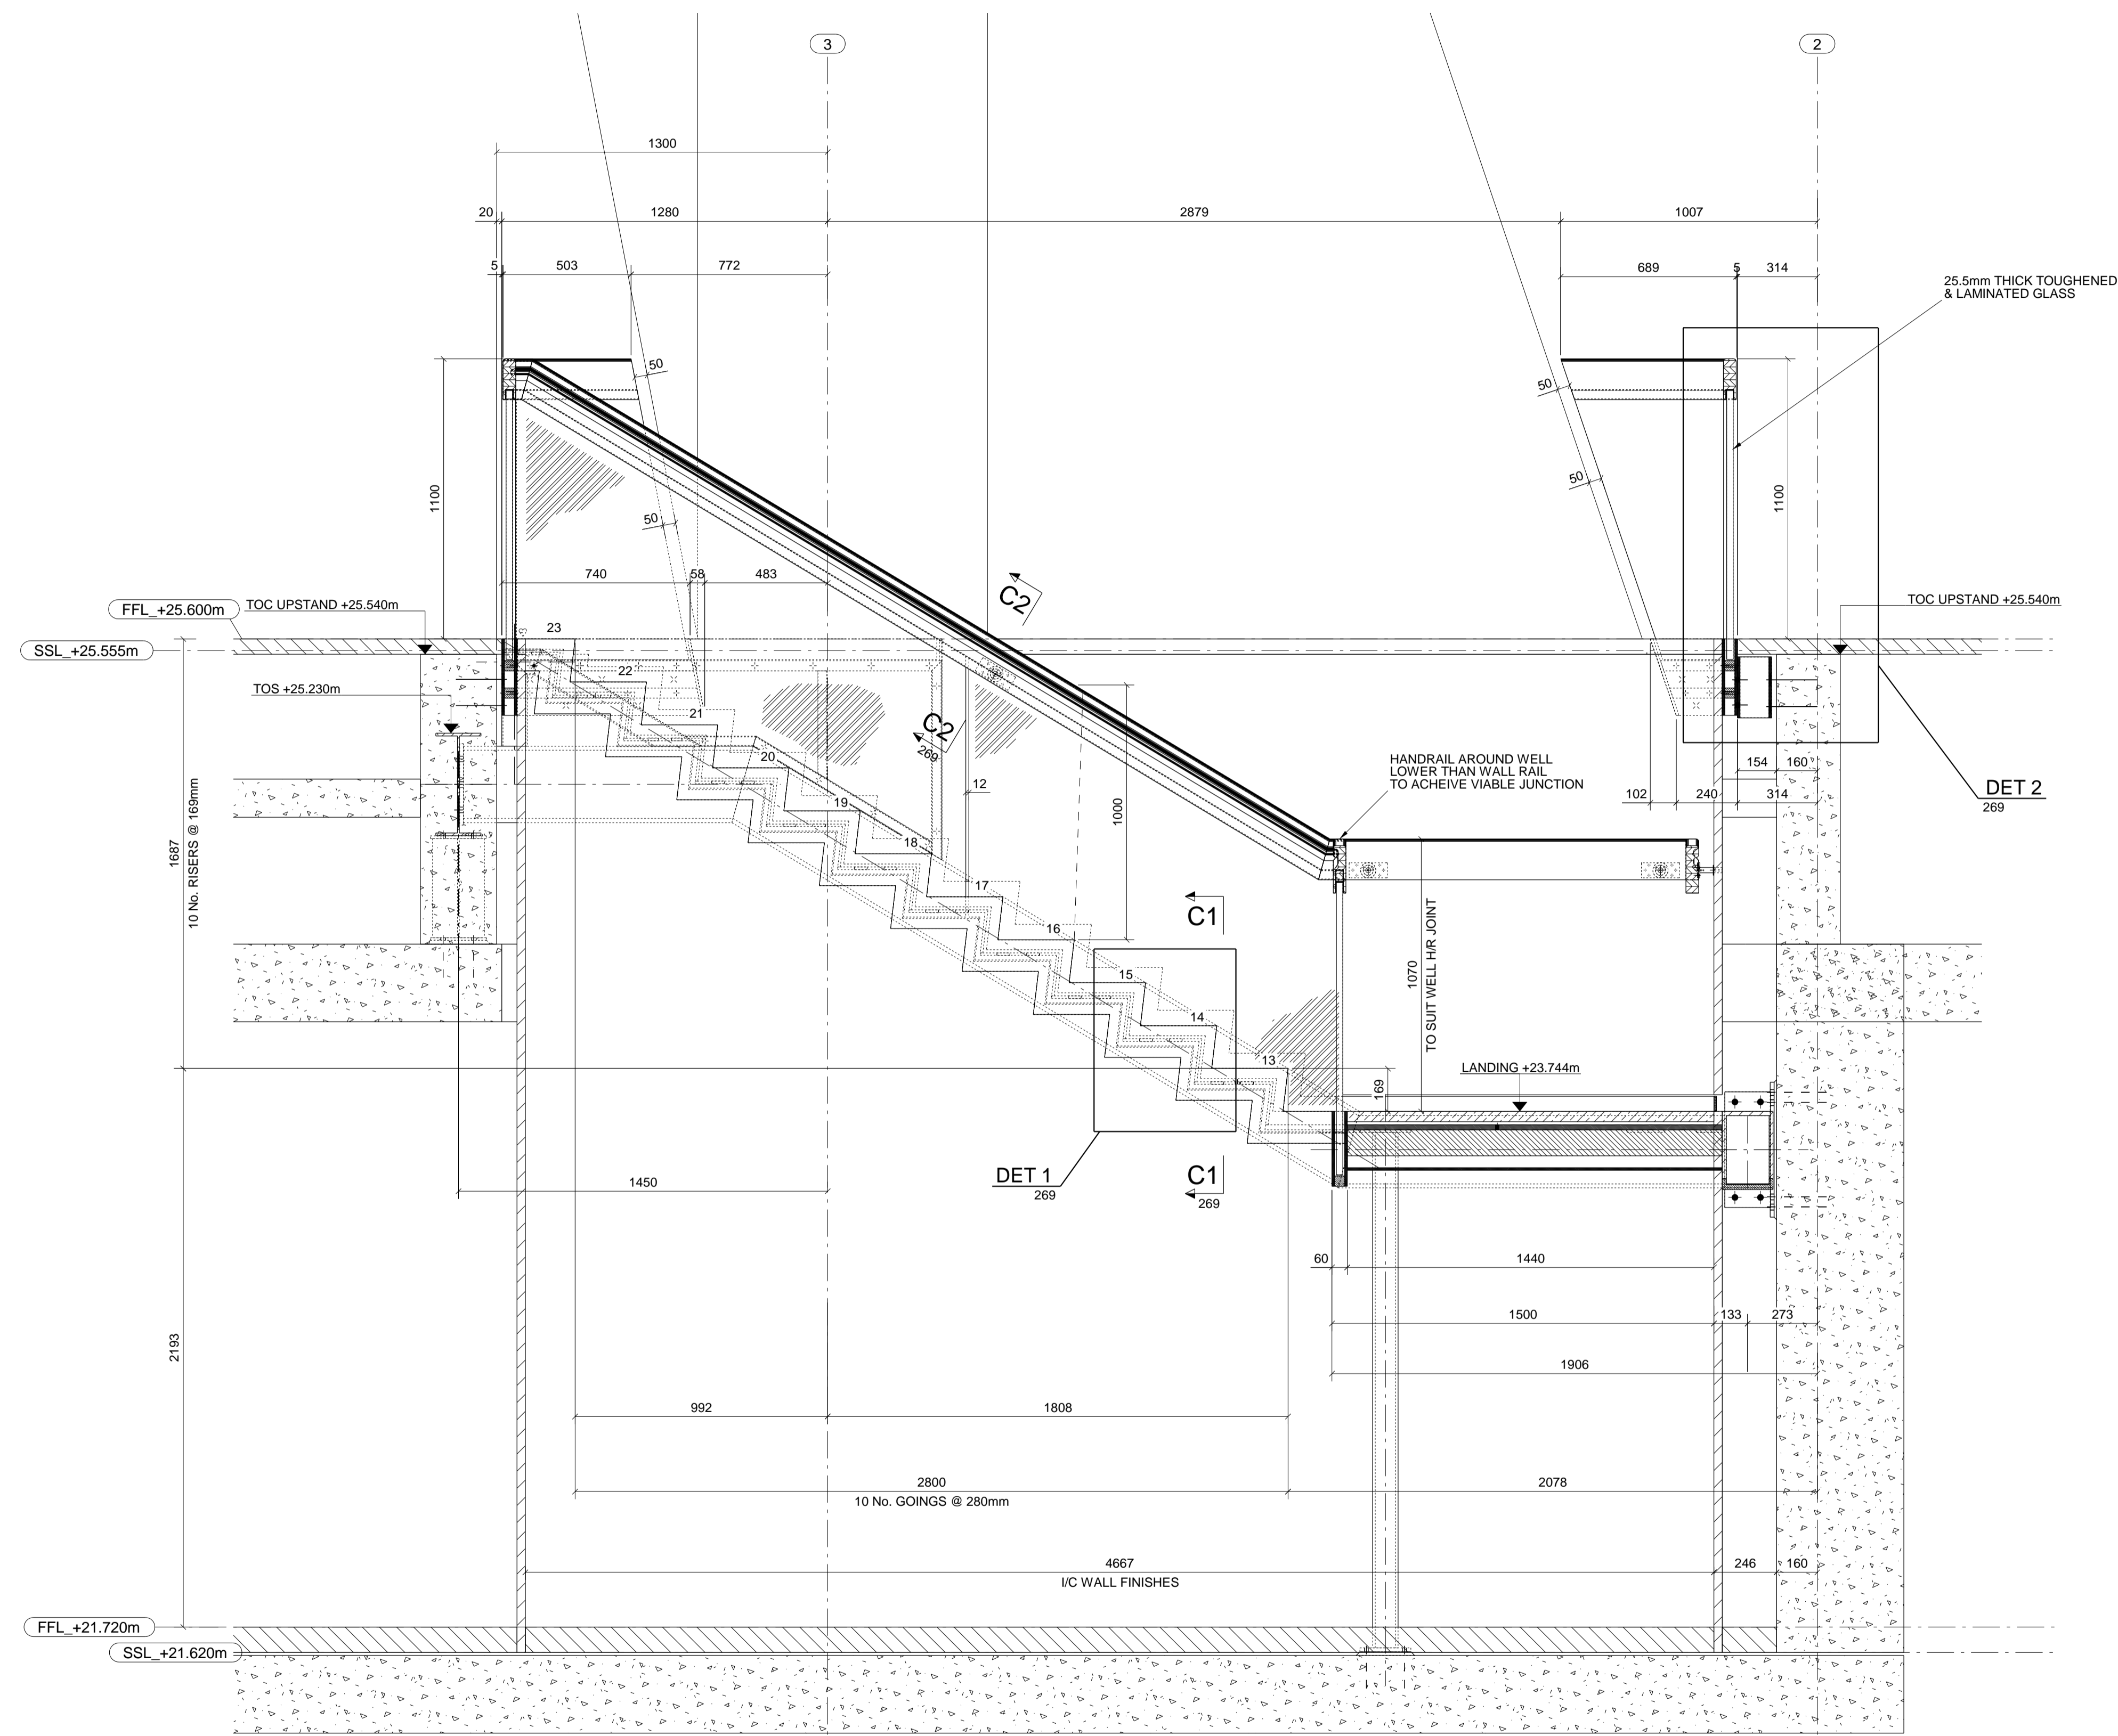 3
2
1300
20
1280
2879
1007
5
503
772
689
5
314
25.5mm THICK TOUGHENED
& LAMINATED GLASS
50
50
1100
50
50
1100
740
58
483
C2
FFL_+25.600m
TOC UPSTAND +25.540m
TOC UPSTAND +25.540m
SSL_+25.555m
23
22
TOS +25.230m
21
C2
269
20
HANDRAIL AROUND WELL
LOWER THAN WALL RAIL
TO ACHEIVE VIABLE JUNCTION
154
160
12
102
240
314
DET 2
269
19
1000
18
1687
10 No. RISERS @ 169mm
17
C1
16
1070
TO SUIT WELL H/R JOINT
15
14
13
LANDING +23.744m
169
DET 1
269
C1
269
1450
60
1440
1500
133
273
2193
1906
992
1808
2800
10 No. GOINGS @ 280mm
2078
4667
I/C WALL FINISHES
246
160
FFL_+21.720m
SSL_+21.620m